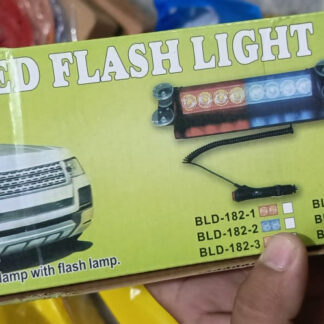 ED FLASH LIGHT
BLD-182-1
BLD-182-2
BLD-182-3
lamp with flash lamp.